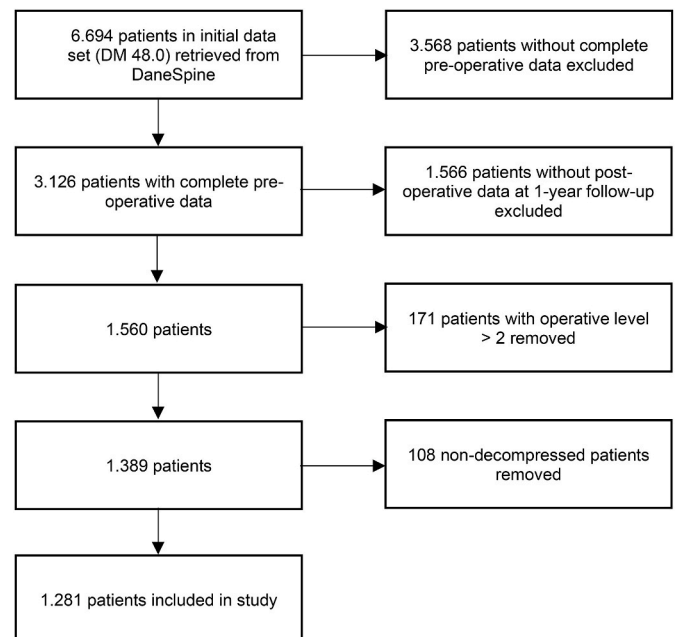 6.694 patients in initial data
set (DM 48.0) retrieved from
DaneSpine
3.568 patients without complete
pre-operative data excluded
3.126 patients with complete pre-
operative data
1.566 patients without post-
operative data at 1-year follow-up
excluded
1.560 patients
171 patients with operative level
> 2 removed
1.389 patients
108 non-decompressed patients
removed
1.281 patients included in study